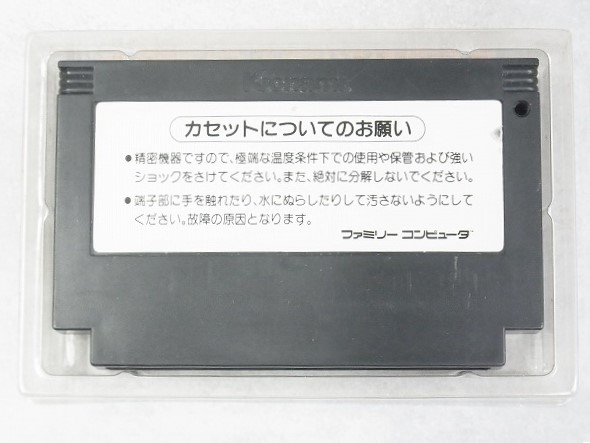 カセットについてのお願い
●精密機器ですので、極端な温度条件下での使用や保管および強い
ショックをさけてください。また、絶対に分解しないでください。
●端子部に手を触れたり、水にぬらしたりして汚さないようにして
ください。故障の原因となります。
ファミリー コンピュータ